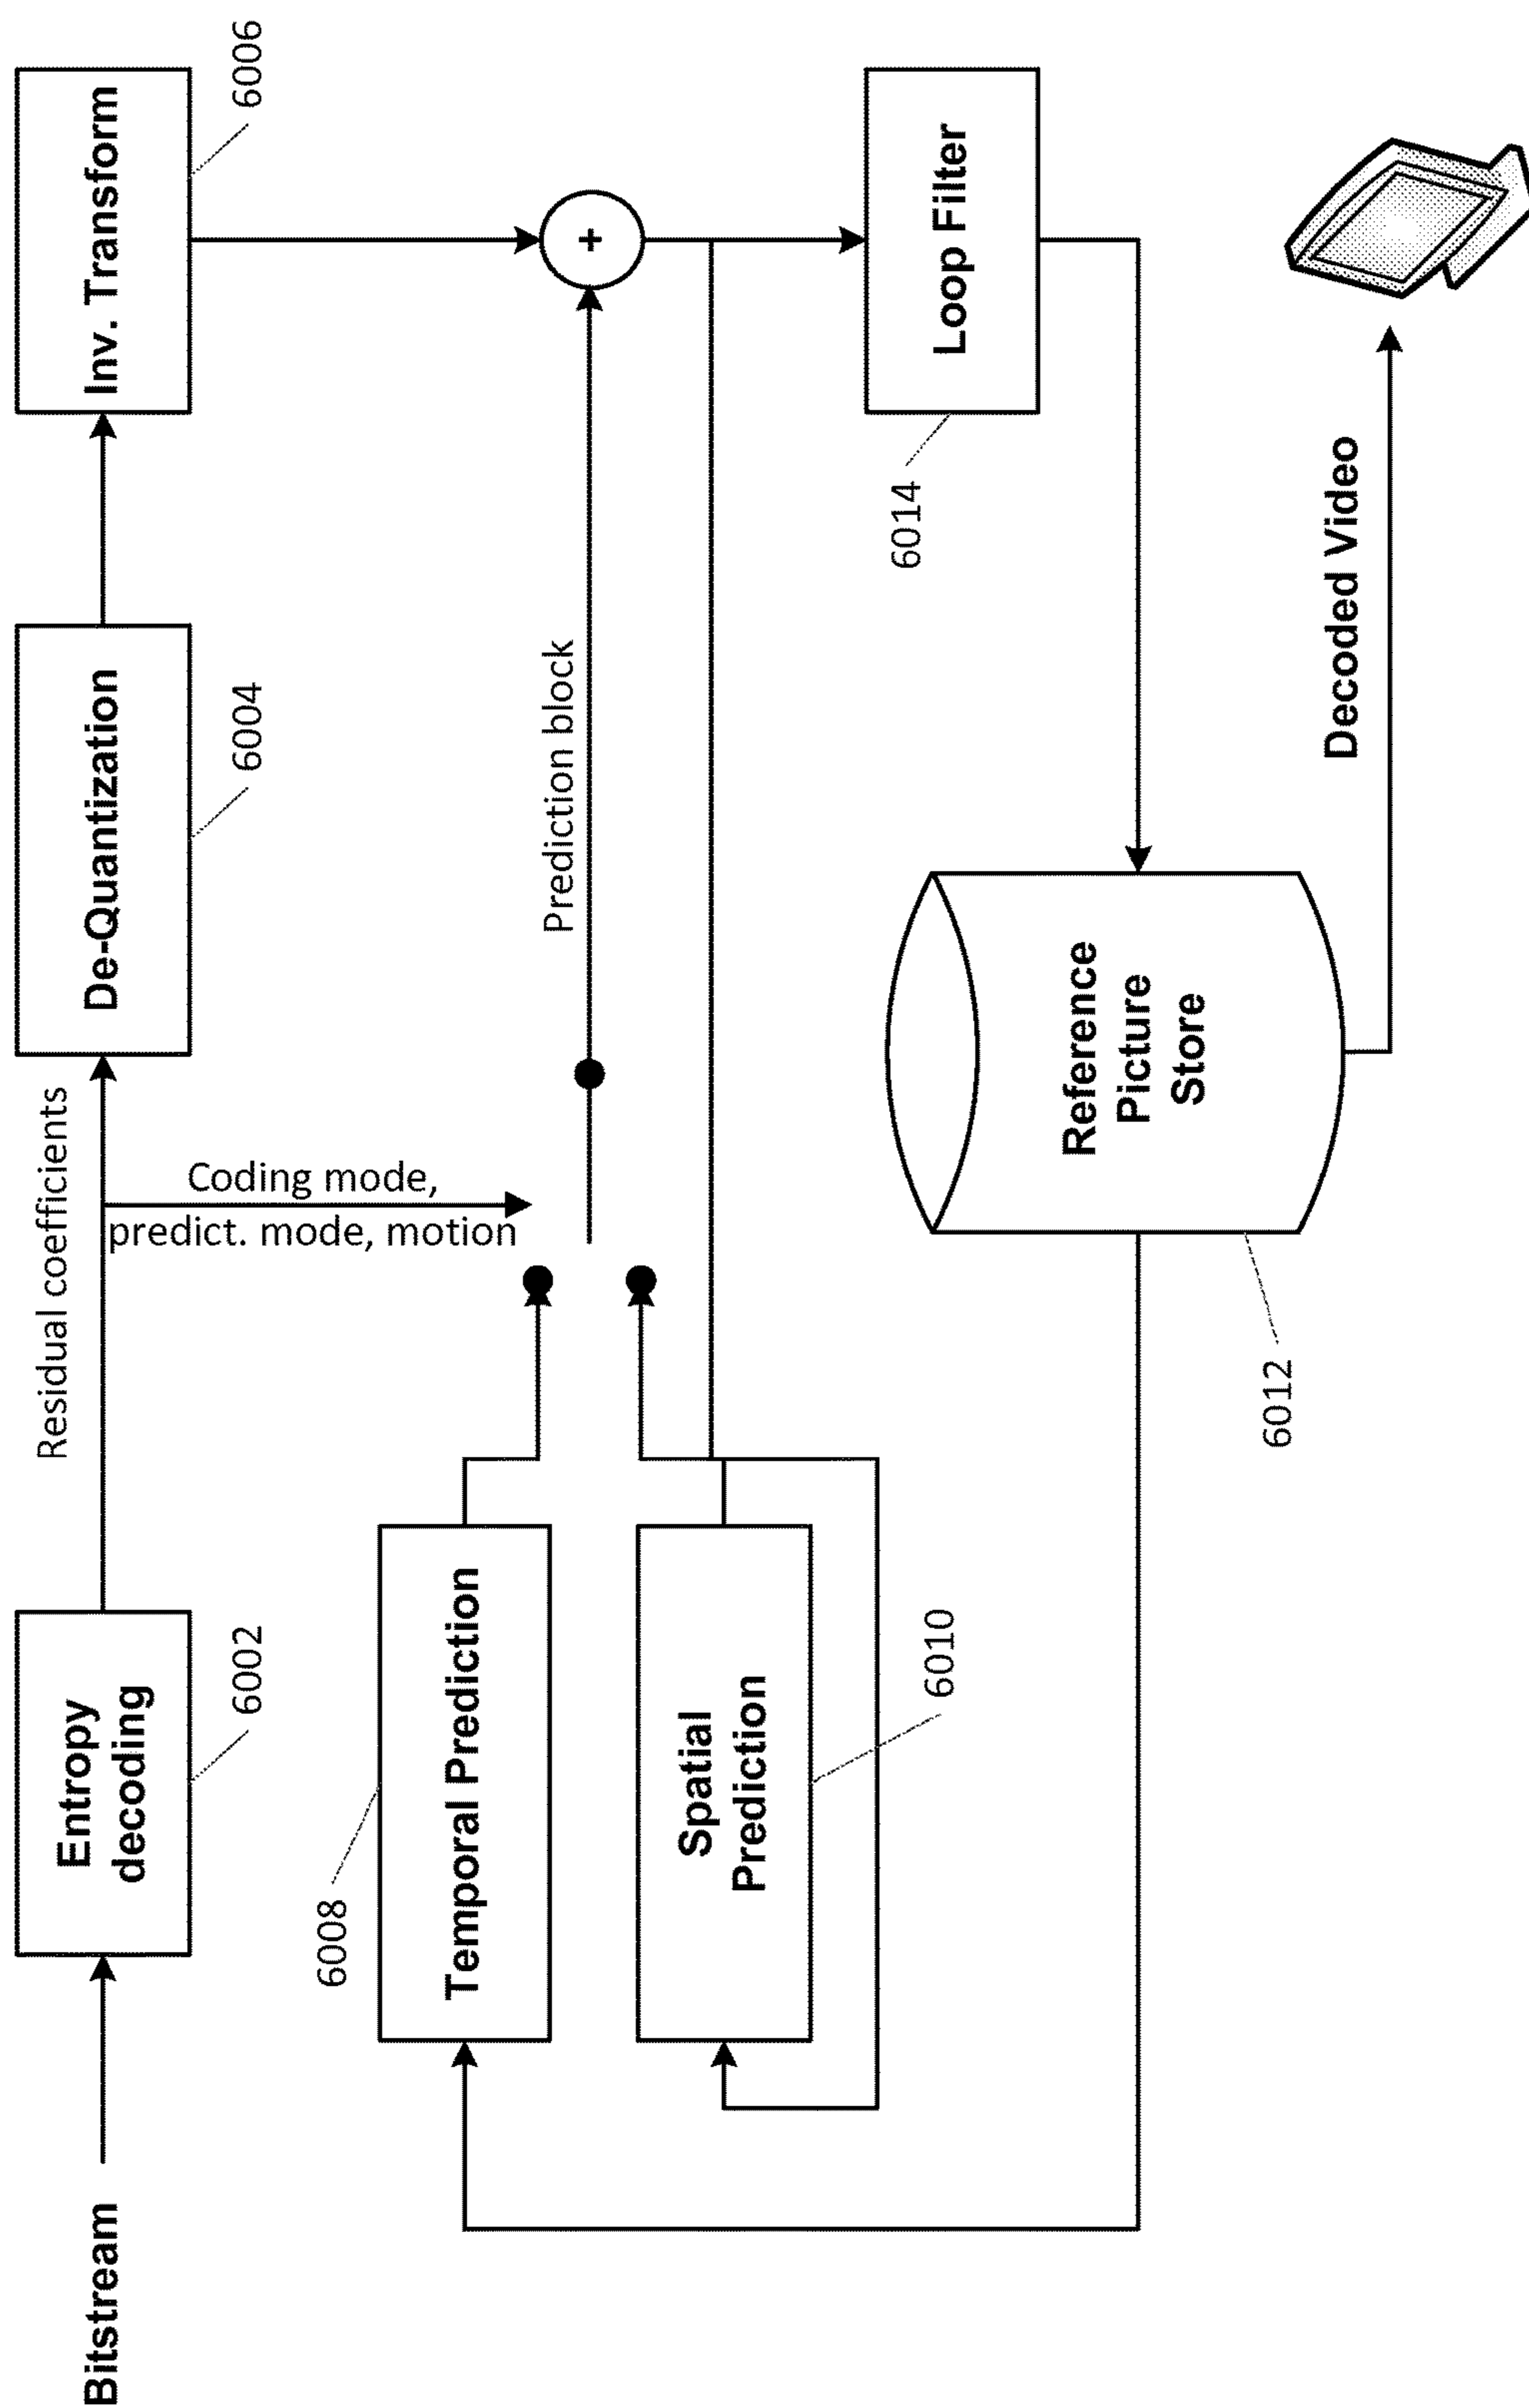 Bitstream
Entropy
decoding
6002
Residual coefficients
De-Quantization
6004
Inv. Transform
6006
Coding mode,
predict. mode, motion
6008
Temporal Prediction
Prediction block
+
Spatial
Prediction
6010
Loop Filter
6014
Reference
Picture
Store
6012
Decoded Video